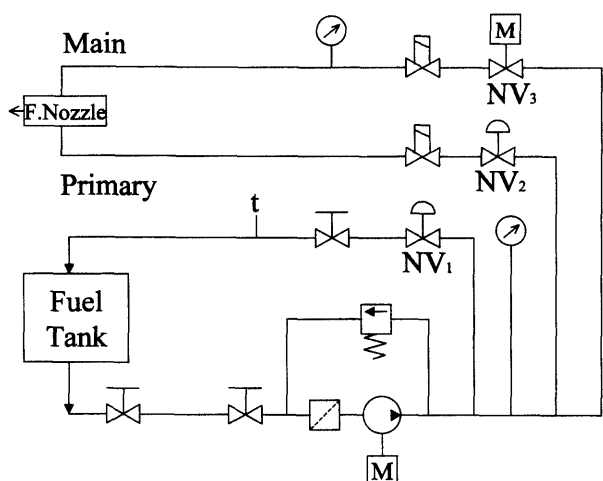 Main
M
NV₃
F.Nozzle
NV₂
Primary
t
NV₁
Fuel
Tank
M